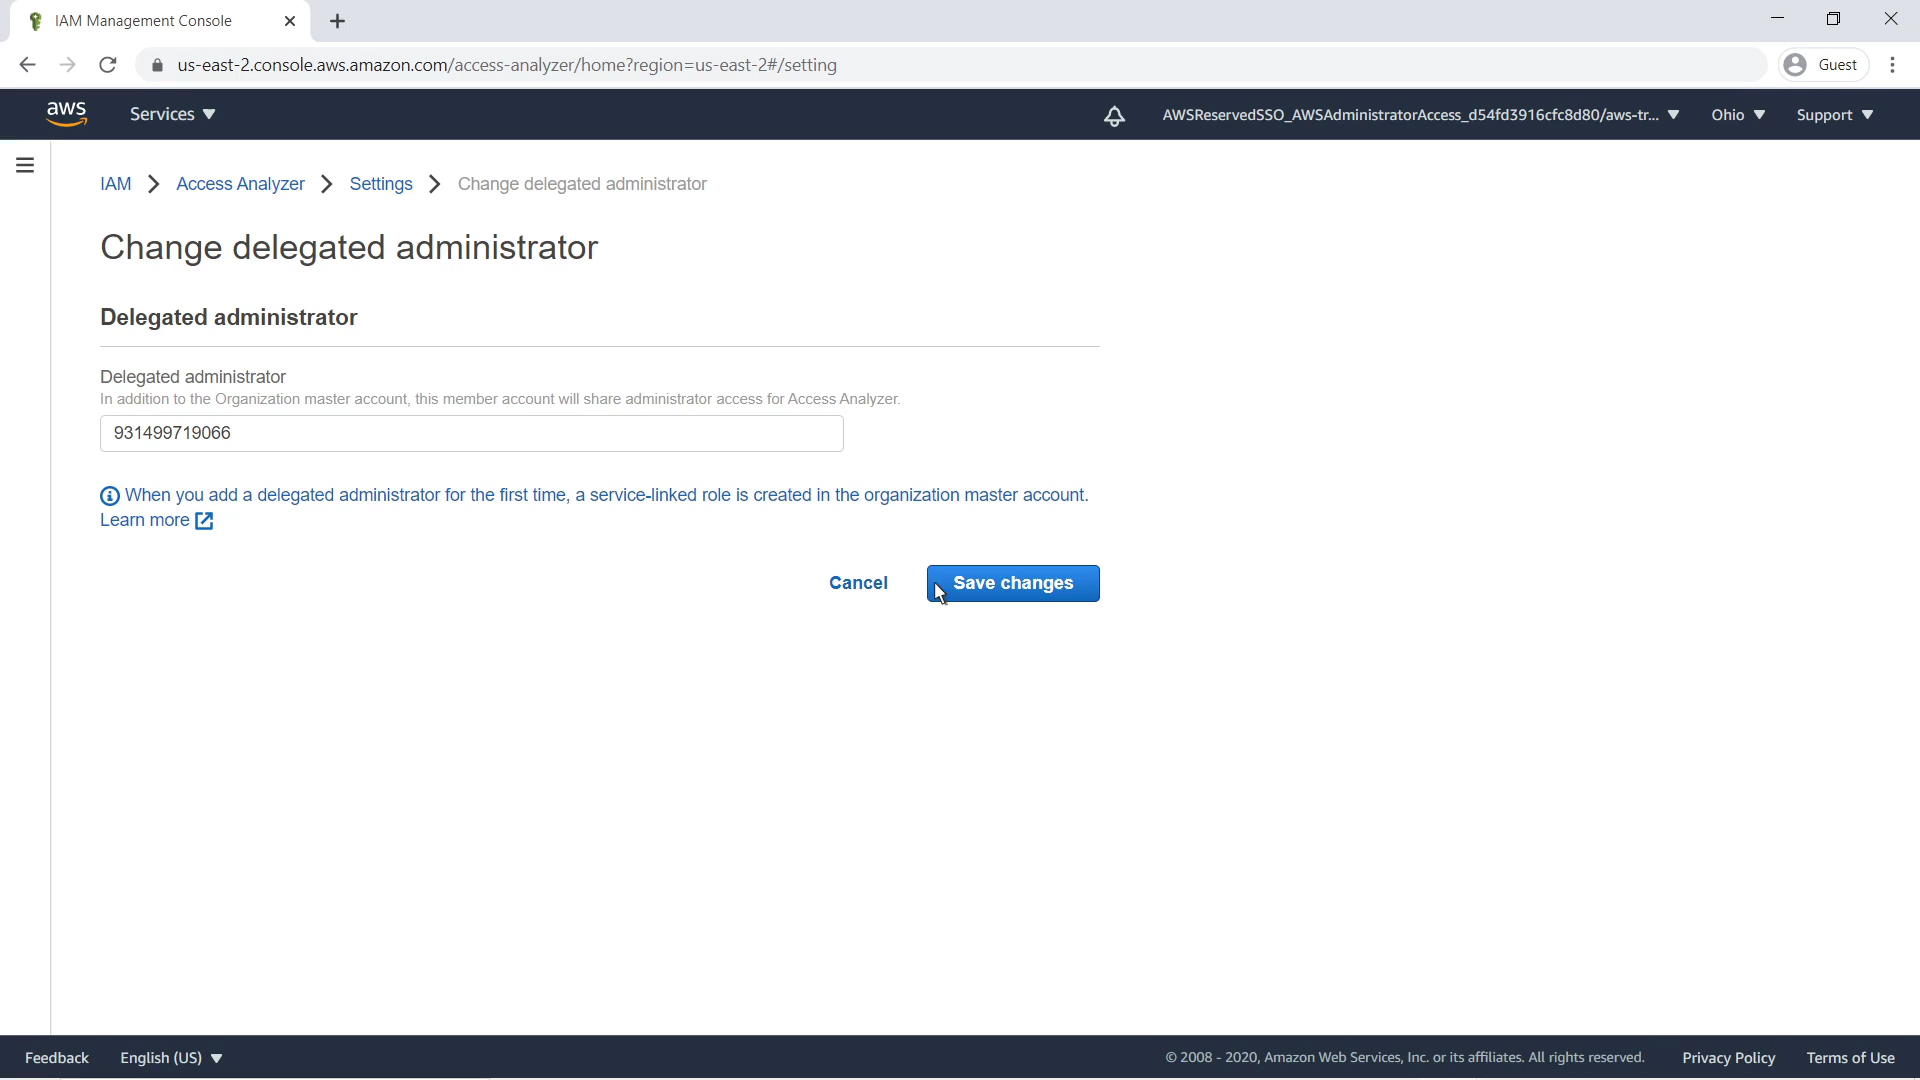 IAM Management Console
us-east-2.console.aws.amazon.com/access-analyzer/home?region=us-east-2#/setting
Guest
aws
Services
AWSReservedSSO_AWSAdministratorAccess_d54fd3916cfc8d80/aws-tr...
Ohio
Support
IAM
Access Analyzer
Settings
Change delegated administrator
Change delegated administrator
Delegated administrator
Delegated administrator
In addition to the Organization master account, this member account will share administrator access for Access Analyzer.
931499719066
When you add a delegated administrator for the first time, a service-linked role is created in the organization master account.
Learn more
Cancel
Save changes
Feedback
English (US)
© 2008 - 2020, Amazon Web Services, Inc. or its affiliates. All rights reserved.
Privacy Policy
Terms of Use